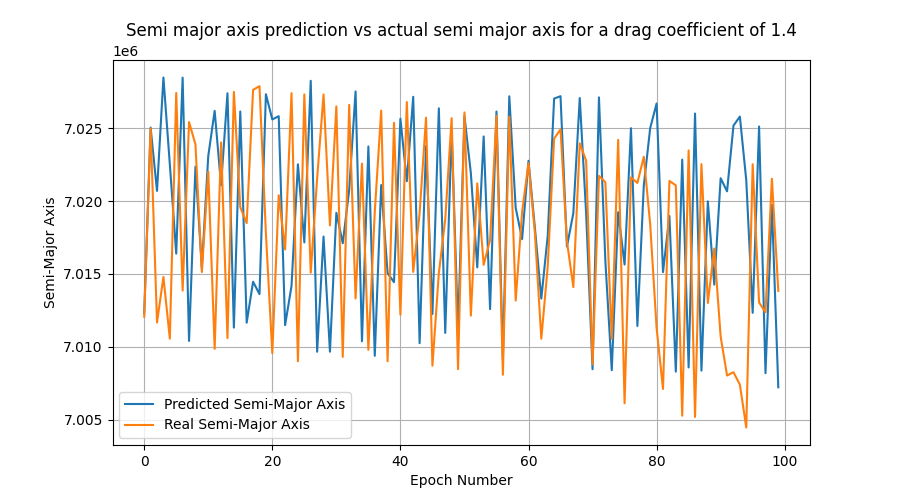 Semi major axis prediction vs actual semi major axis for a drag coefficient of 1.4
1e6
7.025
7.020
7.015
7.010
7.005
Semi-Major Axis
Predicted Semi-Major Axis
Real Semi-Major Axis
0 20 40 60 80 100
Epoch Number